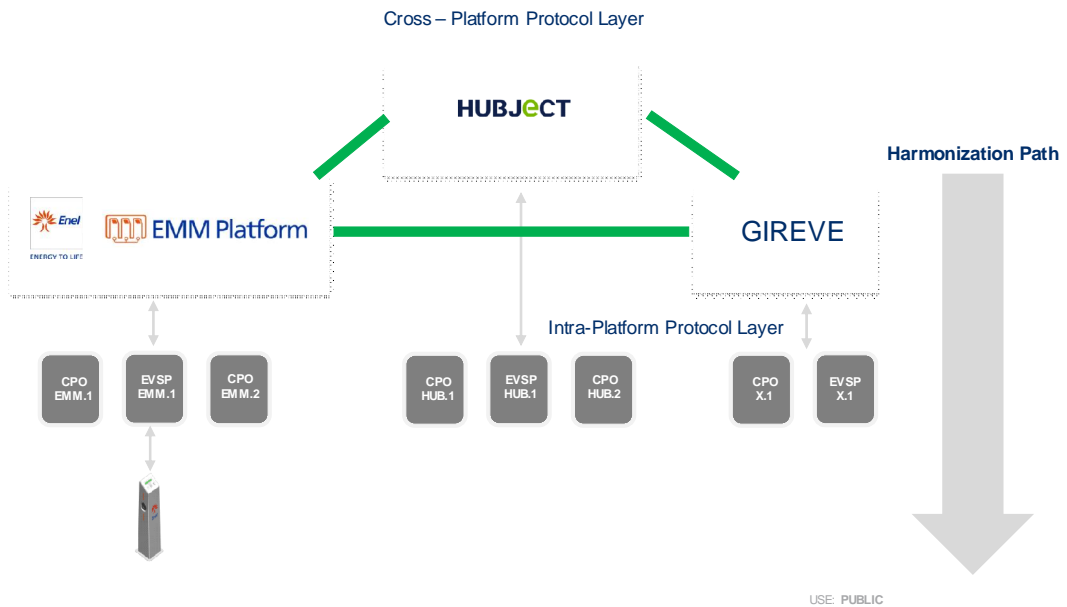 Cross – Platform Protocol Layer
HUBJeCT
Harmonization Path
Enel
ENERGY TO LIFE
EMM Platform
GIREVE
Intra-Platform Protocol Layer
CPO
EMM.1
EVSP
EMM.1
CPO
EMM.2
CPO
HUB.1
EVSP
HUB.1
CPO
HUB.2
CPO
X.1
EVSP
X.1
USE: PUBLIC